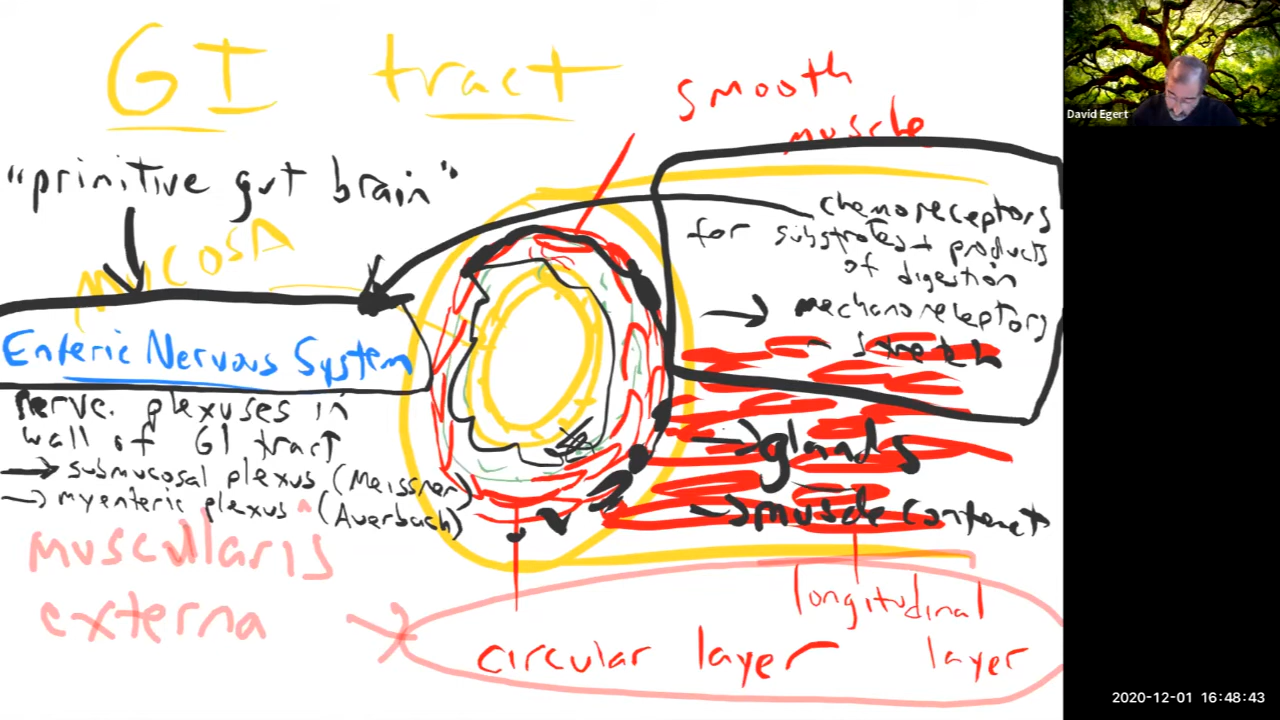 GI tract
smooth
muscle
"prinitive gut brain"
mucosA
Enteric Nervous System
nerve plexuses in
wall of GI tract
→ submucosal plexus (Meissner)
→ myenteric plexus (Auerbach)
muscularis
externa
chemoreceptors
for substrates + products
of digestion
→ mechanoreceptors
- stretch
→ glands
→ muscle contract
longitudinal
layer
circular layer
David Egert
2020-12-01 16:48:43